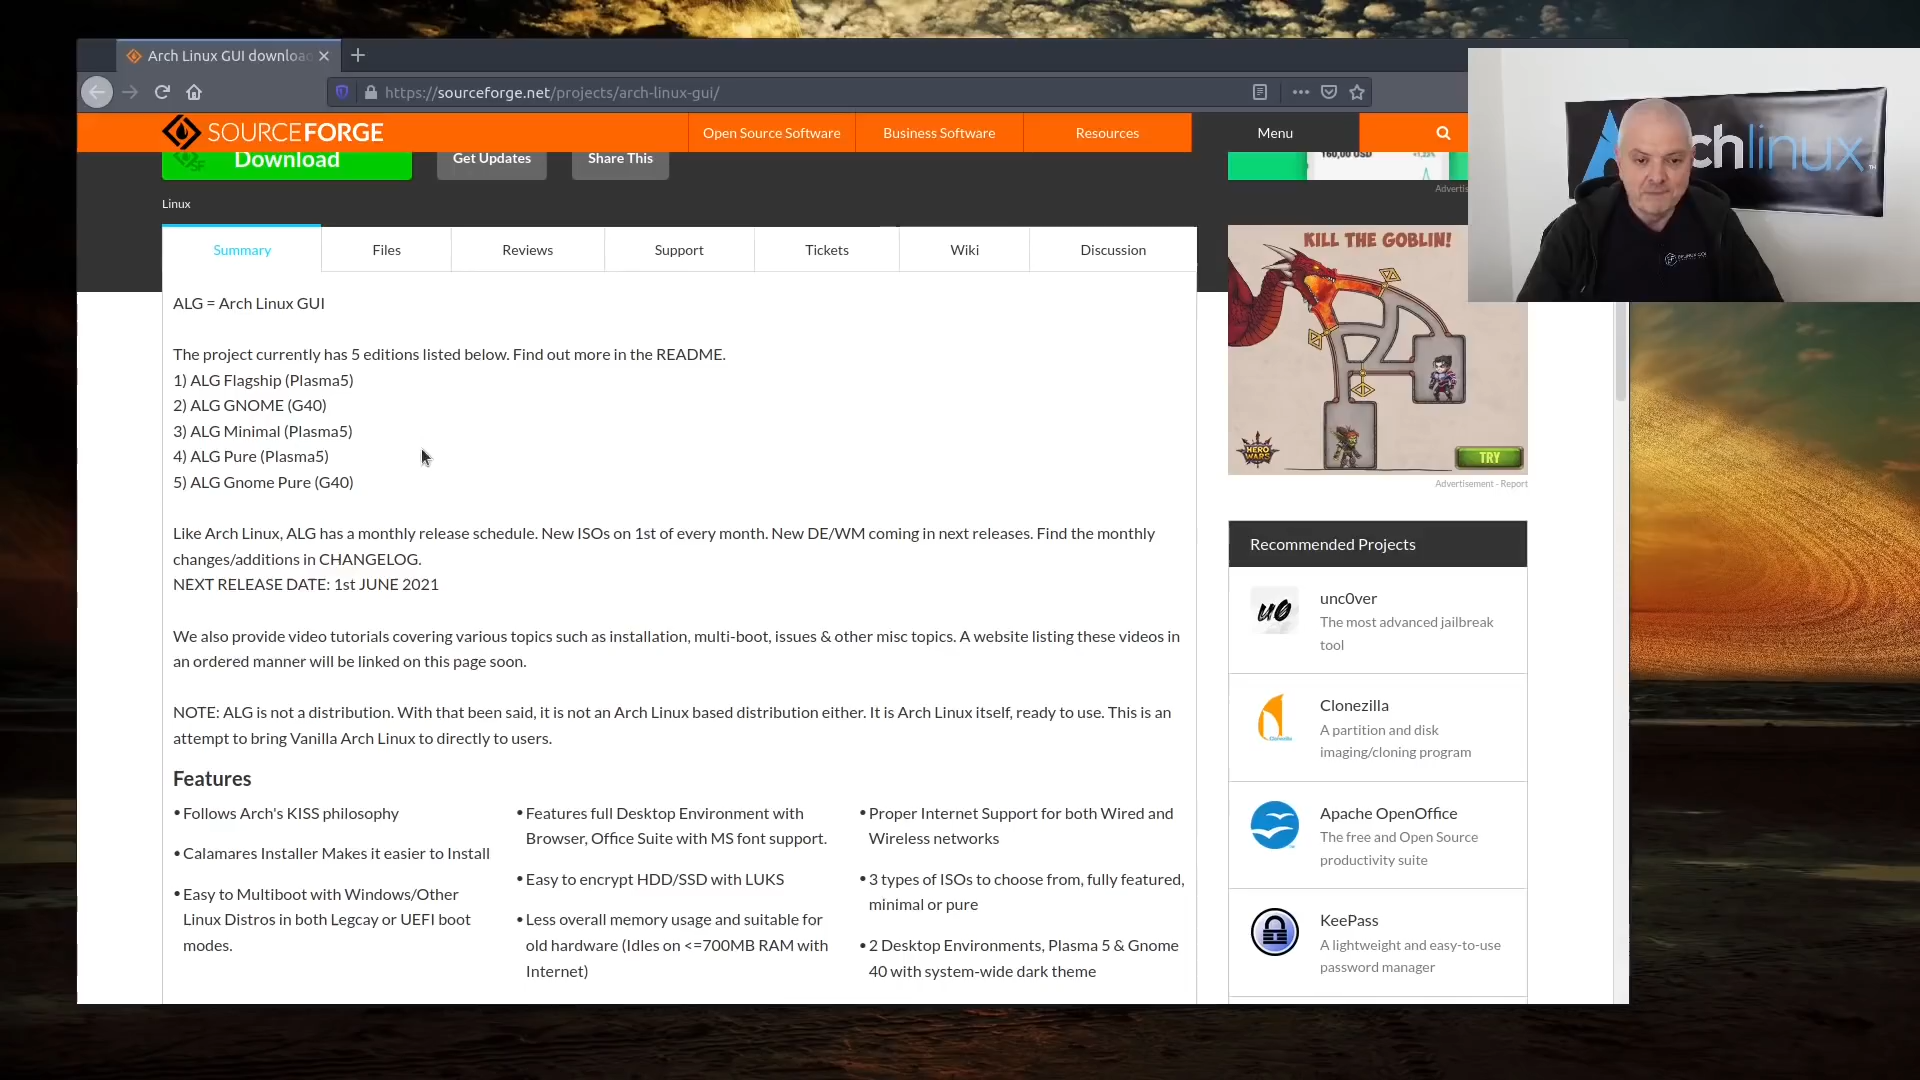 Arch Linux GUI downloa
https://sourceforge.net/projects/arch-linux-gui/
SOURCEFORGE
Open Source Software
Business Software
Resources
Menu
Download
Get Updates
Share This
160,00 USD
Linux
Summary
Files
Reviews
Support
Tickets
Wiki
Discussion
ALG = Arch Linux GUI
The project currently has 5 editions listed below. Find out more in the README.
1) ALG Flagship (Plasma5)
2) ALG GNOME (G40)
3) ALG Minimal (Plasma5)
4) ALG Pure (Plasma5)
5) ALG Gnome Pure (G40)
Like Arch Linux, ALG has a monthly release schedule. New ISOs on 1st of every month. New DE/WM coming in next releases. Find the monthly
changes/additions in CHANGELOG.
NEXT RELEASE DATE: 1st JUNE 2021
We also provide video tutorials covering various topics such as installation, multi-boot, issues & other misc topics. A website listing these videos in
an ordered manner will be linked on this page soon.
NOTE: ALG is not a distribution. With that been said, it is not an Arch Linux based distribution either. It is Arch Linux itself, ready to use. This is an
attempt to bring Vanilla Arch Linux to directly to users.
Features
• Follows Arch's KISS philosophy
• Calamares Installer Makes it easier to Install
• Easy to Multiboot with Windows/Other
Linux Distros in both Legcay or UEFI boot
modes.
• Features full Desktop Environment with
Browser, Office Suite with MS font support.
• Easy to encrypt HDD/SSD with LUKS
• Less overall memory usage and suitable for
old hardware (Idles on <=700MB RAM with
Internet)
• Proper Internet Support for both Wired and
Wireless networks
• 3 types of ISOs to choose from, fully featured,
minimal or pure
• 2 Desktop Environments, Plasma 5 & Gnome
40 with system-wide dark theme
Advertis
KILL THE GOBLIN!
HERO
WARS
TRY
Advertisement - Report
Recommended Projects
u0
unc0ver
The most advanced jailbreak
tool
Clonezilla
Clonezilla
A partition and disk
imaging/cloning program
Apache OpenOffice
The free and Open Source
productivity suite
KeePass
A lightweight and easy-to-use
password manager
chlinux